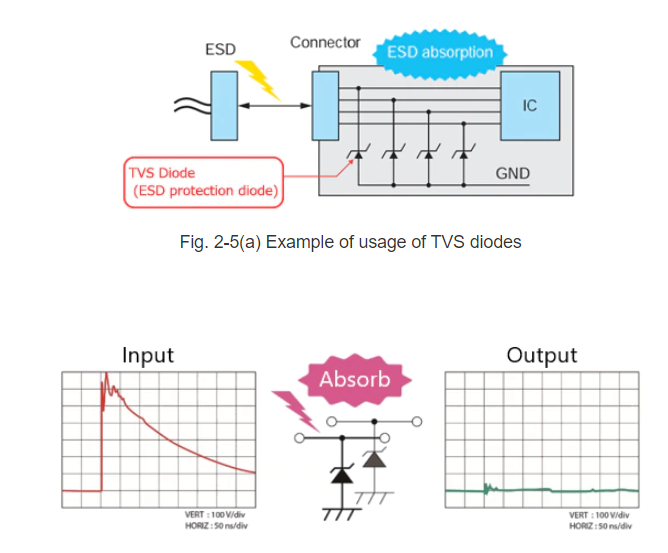 ESD
Connector
ESD absorption
IC
TVS Diode
(ESD protection diode)
GND
Fig. 2-5(a) Example of usage of TVS diodes
Input
Absorb
Output
VERT : 100 V/div
HORIZ : 50 ns/div
VERT : 100 V/div
HORIZ : 50 ns/div